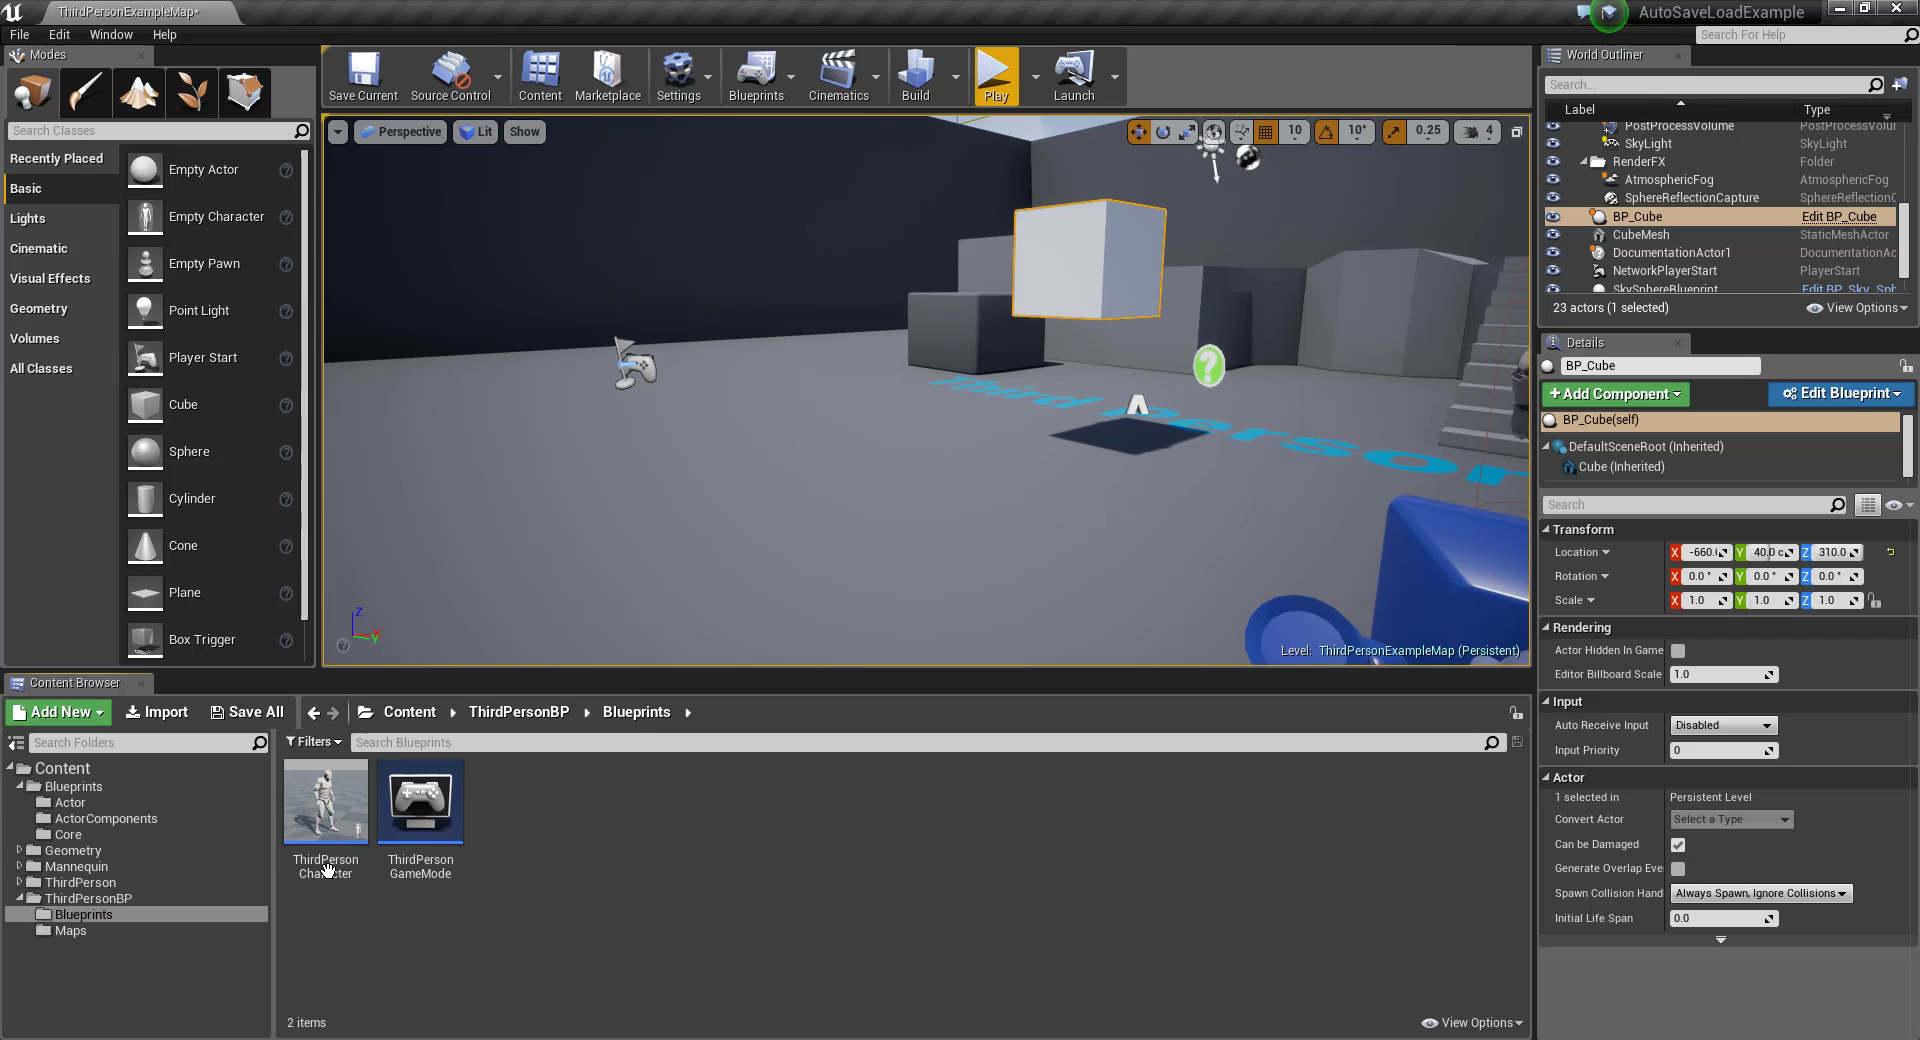 ThirdPersonExampleMap*
AutoSaveLoadExample
File Edit Window Help
Search For Help
Modes
Save Current
Source Control
Content
Marketplace
Settings
Blueprints
Cinematics
Build
Play
Launch
World Outliner
Search...
Label Type
Search Classes
Perspective Lit Show
10 10° 0.25 4
Recently Placed
Basic
Lights
Cinematic
Visual Effects
Geometry
Volumes
All Classes
Empty Actor
Empty Character
Empty Pawn
Point Light
Player Start
Cube
Sphere
Cylinder
Cone
Plane
Box Trigger
Third Person
Z
Y
Level: ThirdPersonExampleMap (Persistent)
PostProcessVolume PostProcessVolur
SkyLight SkyLight
RenderFX Folder
AtmosphericFog AtmosphericFog
SphereReflectionCapture SphereReflectionC
BP_Cube Edit BP_Cube
CubeMesh StaticMeshActor
DocumentationActor1 DocumentationAc
NetworkPlayerStart PlayerStart
SkySphereBlueprint Edit BP_Sky_Sph
23 actors (1 selected) View Options
Details
BP_Cube
+Add Component
Edit Blueprint
BP_Cube(self)
DefaultSceneRoot (Inherited)
Cube (Inherited)
Search
Transform
Location X -660.( Y 40.0 c Z 310.0
Rotation X 0.0 ° Y 0.0 ° Z 0.0 °
Scale X 1.0 Y 1.0 Z 1.0
Rendering
Actor Hidden In Game
Editor Billboard Scale 1.0
Input
Auto Receive Input Disabled
Input Priority 0
Actor
1 selected in Persistent Level
Convert Actor Select a Type
Can be Damaged
Generate Overlap Eve
Spawn Collision Hand Always Spawn, Ignore Collisions
Initial Life Span 0.0
Content Browser
Add New Import Save All Content ThirdPersonBP Blueprints
Search Folders
Filters Search Blueprints
Content
Blueprints
Actor
ActorComponents
Core
Geometry
Mannequin
ThirdPerson
ThirdPersonBP
Blueprints
Maps
ThirdPerson
Character
ThirdPerson
GameMode
2 items
View Options